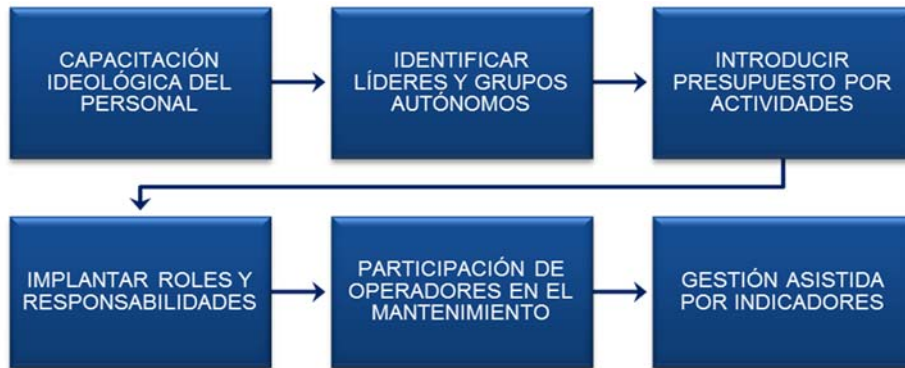 CAPACITACIÓN
IDEOLÓGICA DEL
PERSONAL
IDENTIFICAR
LÍDERES Y GRUPOS
AUTÓNOMOS
INTRODUCIR
PRESUPUESTO POR
ACTIVIDADES
IMPLANTAR ROLES Y
RESPONSABILIDADES
PARTICIPACIÓN DE
OPERADORES EN EL
MANTENIMIENTO
GESTIÓN ASISTIDA
POR INDICADORES